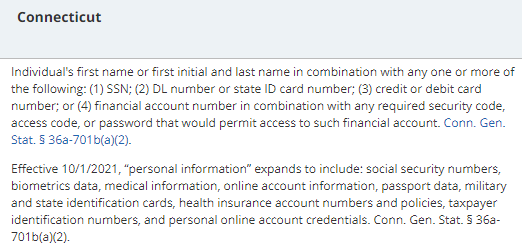 Connecticut
Individual's first name or first initial and last name in combination with any one or more of
the following: (1) SSN; (2) DL number or state ID card number; (3) credit or debit card
number; or (4) financial account number in combination with any required security code,
access code, or password that would permit access to such financial account. Conn. Gen.
Stat. § 36a-701b(a)(2).
Effective 10/1/2021, “personal information” expands to include: social security numbers,
biometrics data, medical information, online account information, passport data, military
and state identification cards, health insurance account numbers and policies, taxpayer
identification numbers, and personal online account credentials. Conn. Gen. Stat. § 36a-
701b(a)(2).